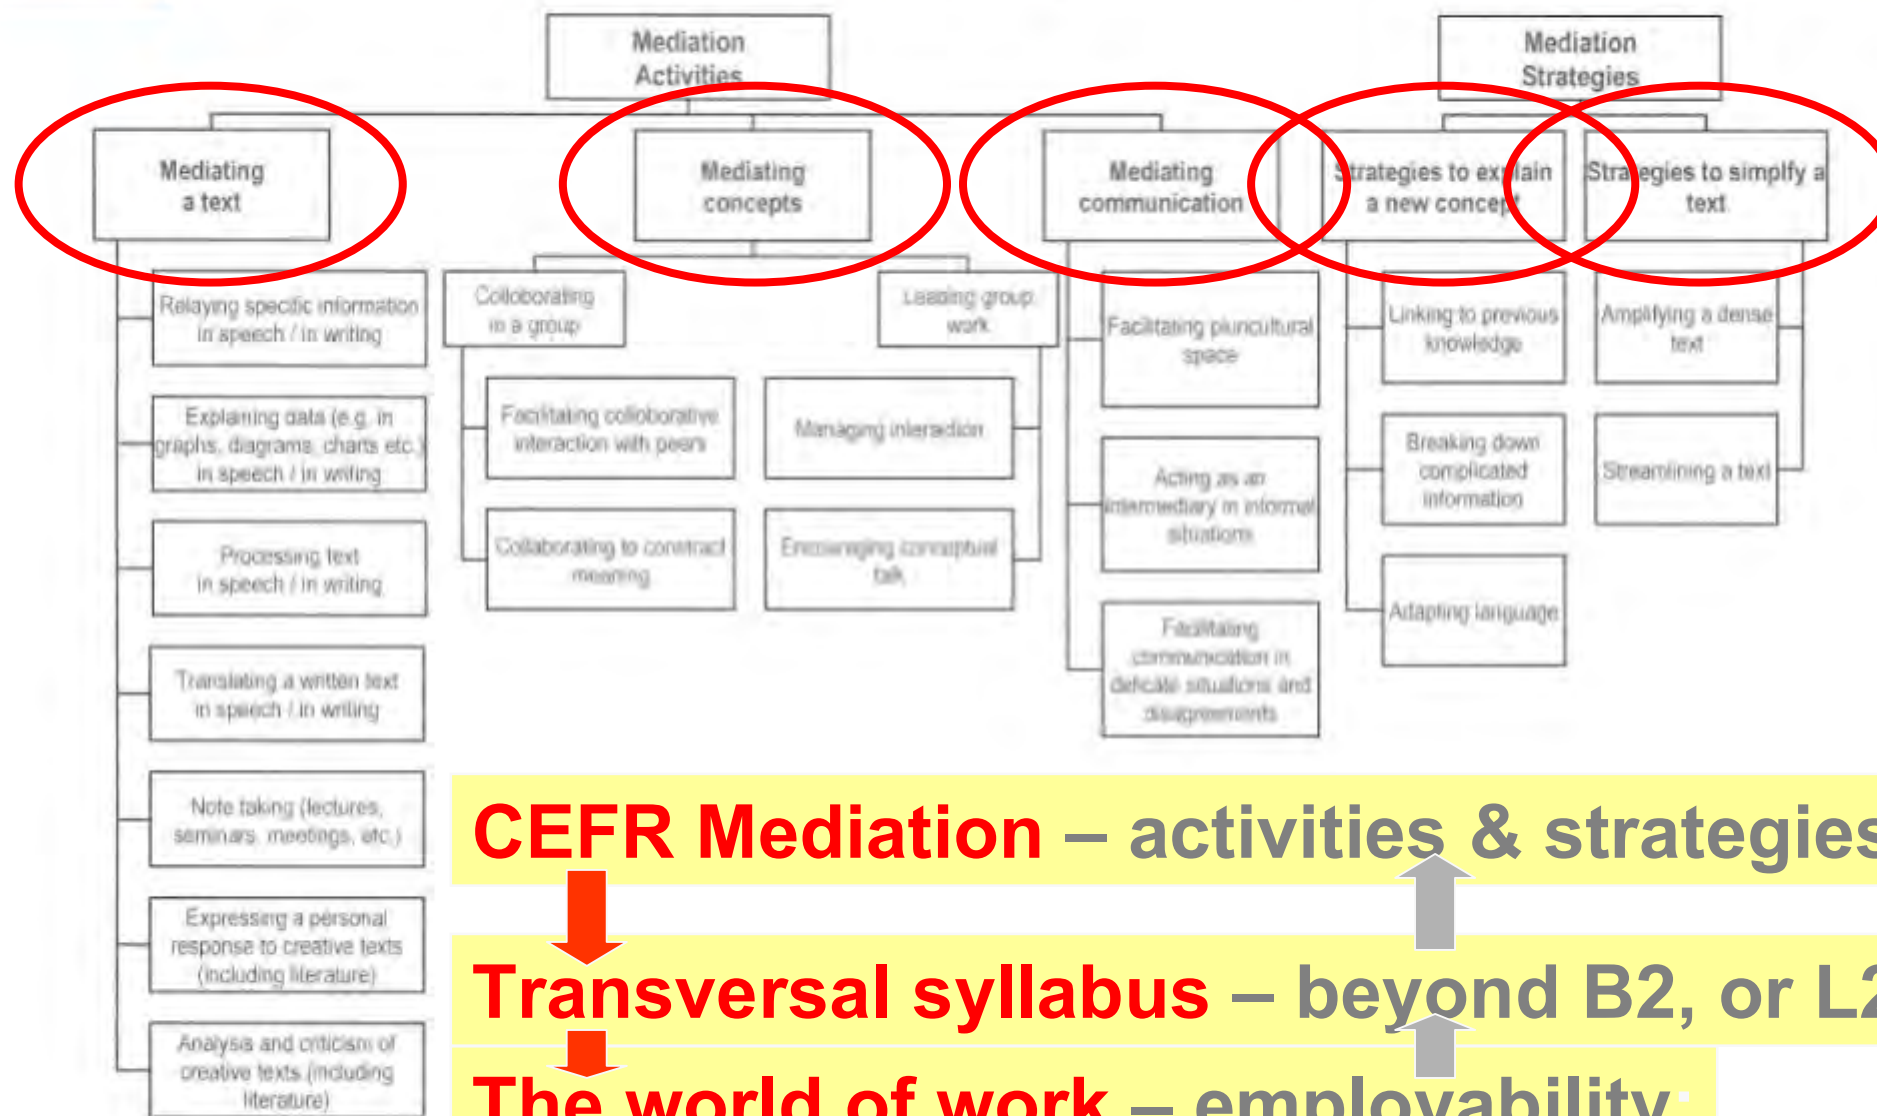 Mediation
Activities
Mediation
Strategies
Mediating
a text
Mediating
concepts
Mediating
communication
Strategies to explain
a new concept
Strategies to simplfy a
text
Relaying specific information
in speech / in writing
Explaining data (e.g. in
graphs, diagrams, charts etc.)
in speech / in writing
Processing text
in speech / in writing
Translating a written text
in speech / in writing
Note taking (lectures,
seminars, meetings, etc.)
Expressing a personal
response to creative texts
(including literature)
Analysis and criticism of
creative texts (including
literature)
Colloborating
in a group
Leading group
work
Facilitating colloborative
interaction with peers
Collaborating to construct
meaning
Managing interaction
Encouraging conceptual
talk
Facilitating pluricultural
space
Acting as an
intermediary in informal
situations
Facilitating
communication in
delicate situations and
disagreements
Linking to previous
knowledge
Breaking down
complicated
information
Adapting language
Amplifying a dense
text
Streamlining a text
CEFR Mediation – activities & strategies
Transversal syllabus – beyond B2, or L2
The world of work – employability: